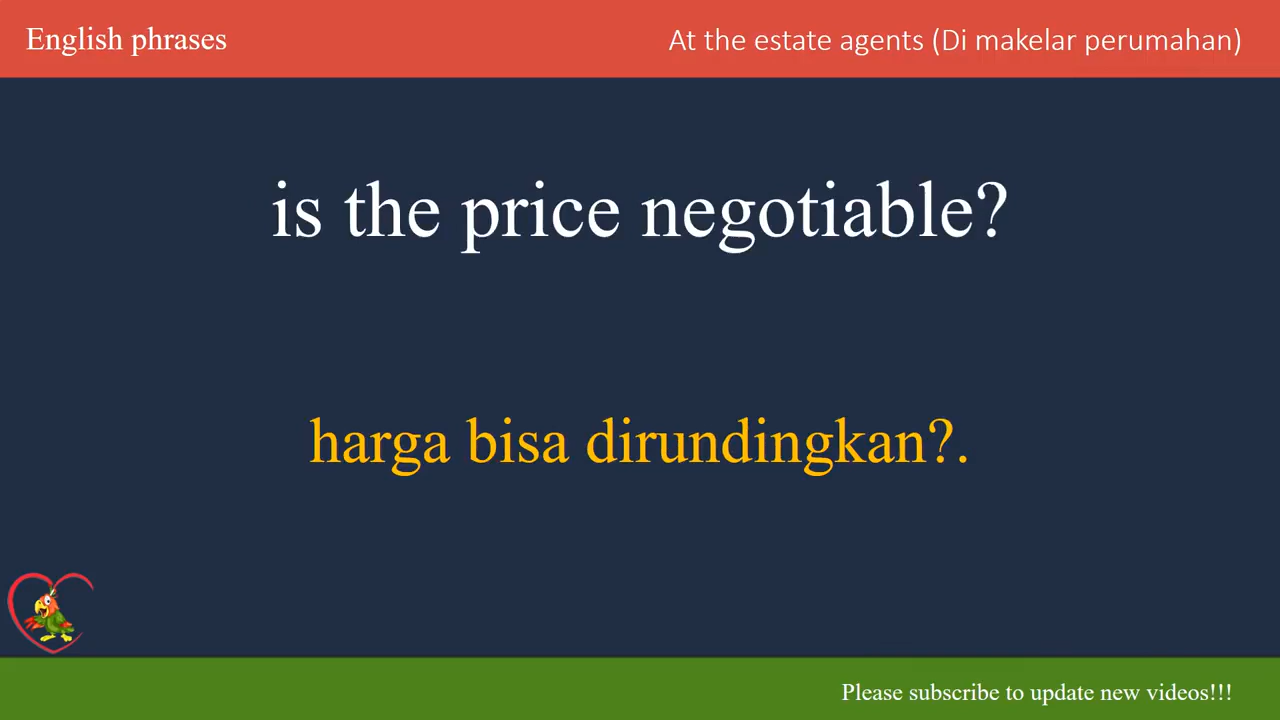 English phrases
At the estate agents (Di makelar perumahan)
is the price negotiable?
harga bisa dirundingkan?.
Please subscribe to update new videos!!!